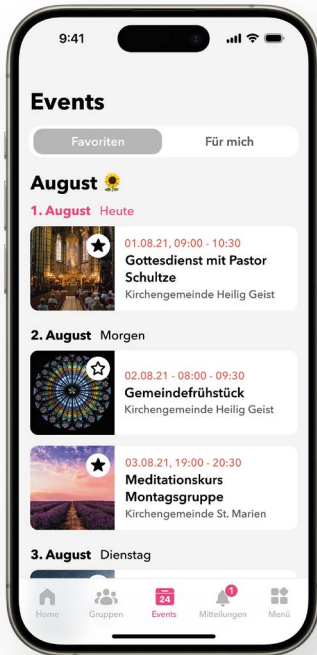 9:41
Events
Favoriten
Für mich
August 🌻
1. August Heute
01.08.21, 09:00 - 10:30
Gottesdienst mit Pastor
Schultze
Kirchengemeinde Heilig Geist
2. August Morgen
02.08.21 - 08:00 - 09:30
Gemeindefrühstück
Kirchengemeinde Heilig Geist
03.08.21, 19:00 - 20:30
Meditationskurs
Montagsgruppe
Kirchengemeinde St. Marien
3. August Dienstag
24
1
Home
Gruppen
Events
Mitteilungen
Menü